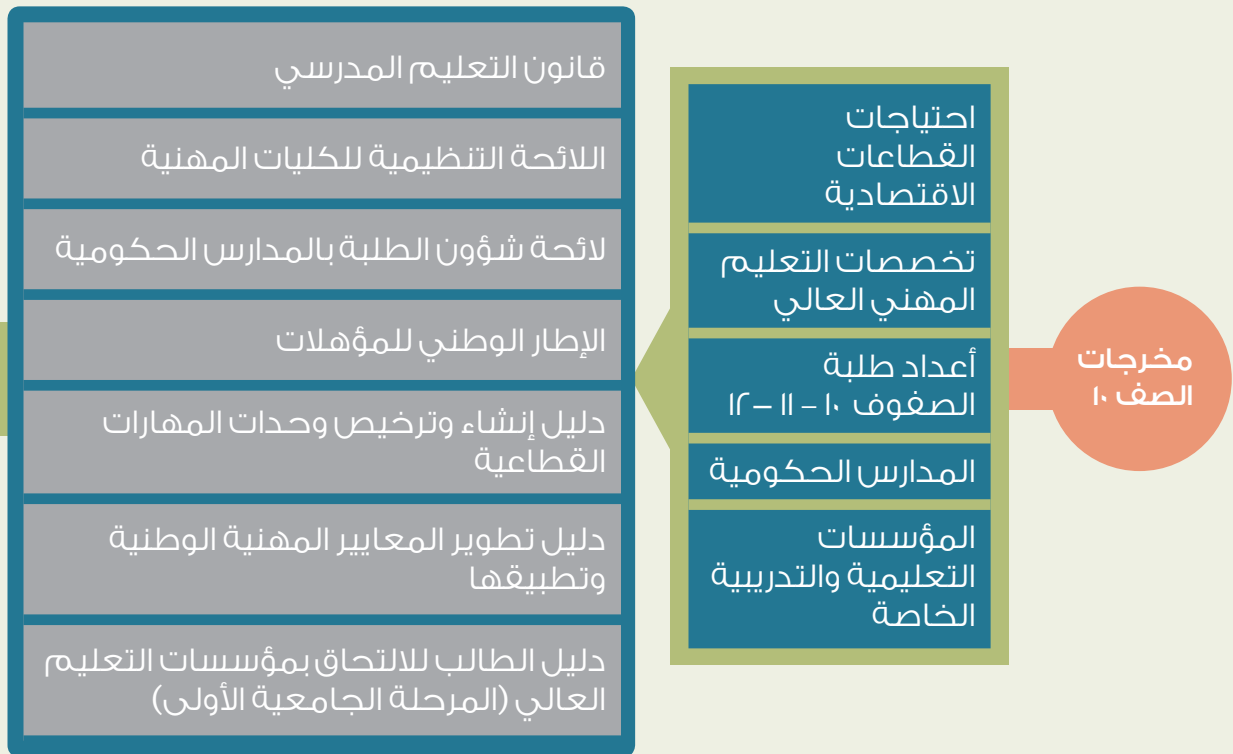 مخرجات
الصف ١٠
احتياجات
القطاعات
الاقتصادية
تخصصات التعليم
المهني العالي
أعداد طلبة
الصفوف ١٠ – ١١ – ١٢
المدارس الحكومية
المؤسسات
التعليمية والتدريبية
الخاصة
قانون التعليم المدرسي
اللائحة التنظيمية للكليات المهنية
لائحة شؤون الطلبة بالمدارس الحكومية
الإطار الوطني للمؤهلات
دليل إنشاء وترخيص وحدات المهارات
القطاعية
دليل تطوير المعايير المهنية الوطنية
وتطبيقها
دليل الطالب للالتحاق بمؤسسات التعليم
العالي (المرحلة الجامعية الأولى)